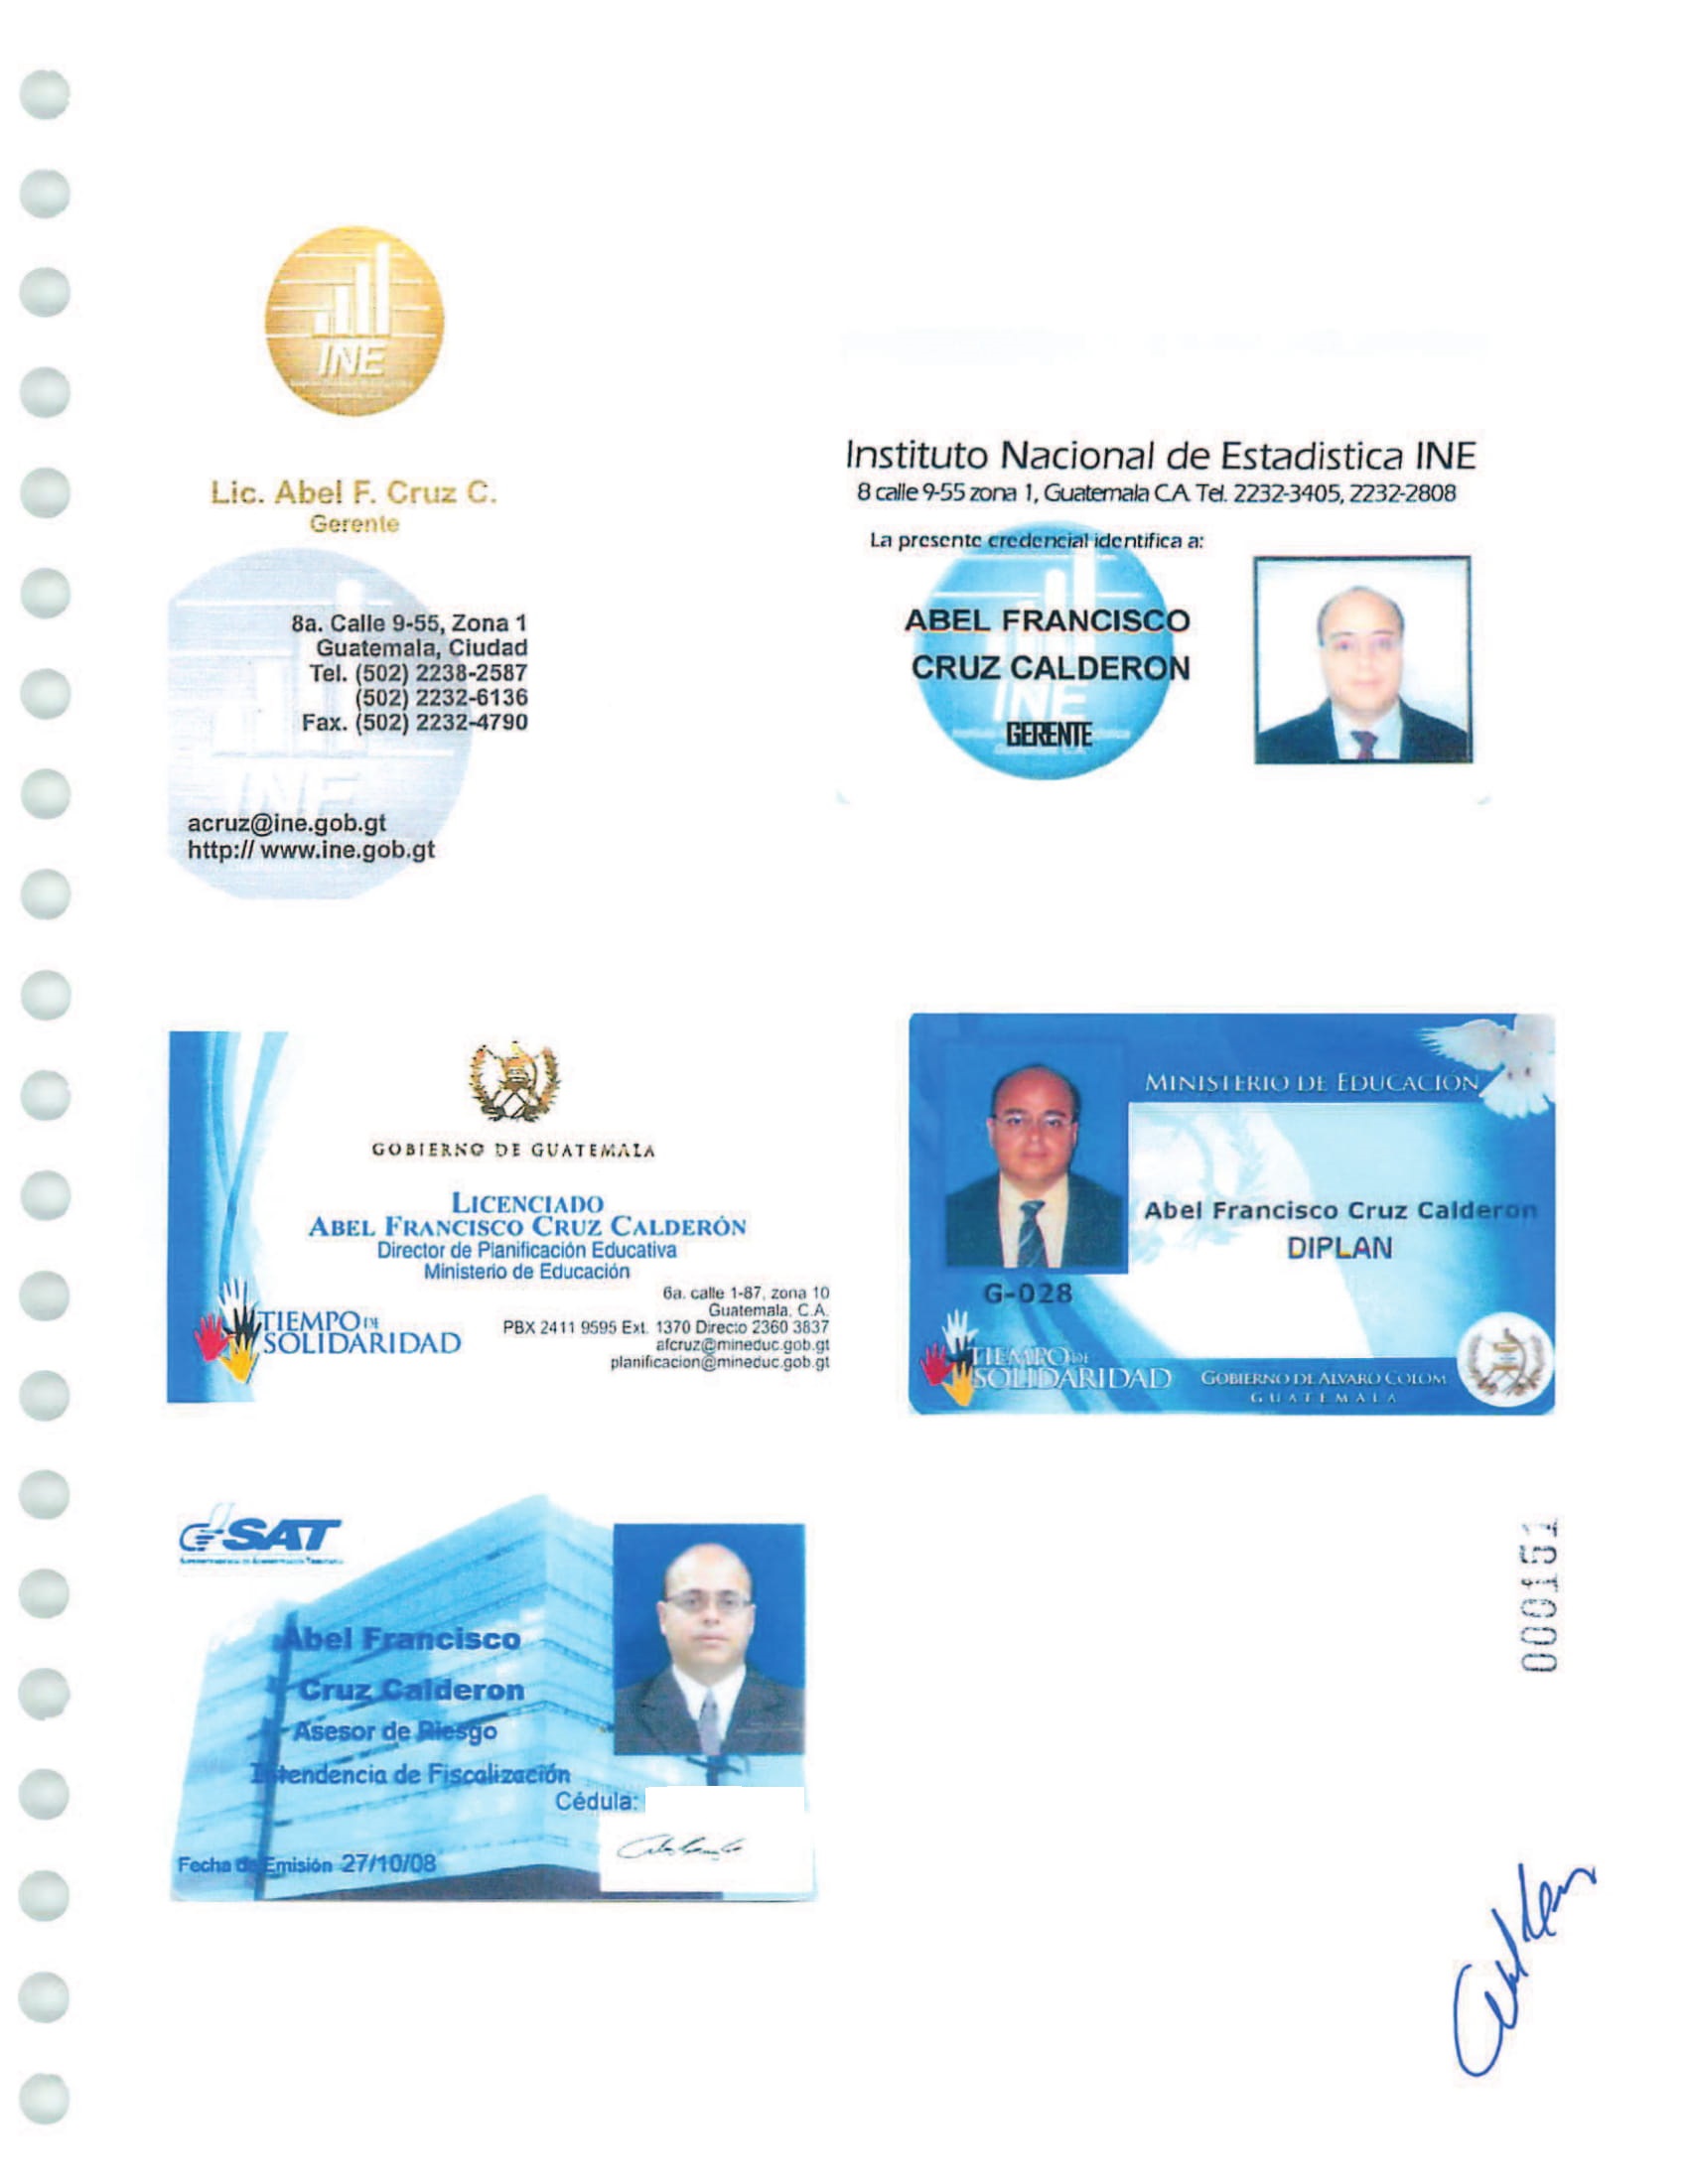 INE
Lic. Abel F. Cruz C.
Gerente
8a. Calle 9-55, Zona 1
Guatemala, Ciudad
Tel. (502) 2238-2587
(502) 2232-6136
Fax. (502) 2232-4790
INE
acruz@ine.gob.gt
http:// www.ine.gob.gt
Instituto Nacional de Estadistica INE
8 calle 9-55 zona 1, Guatemala C.A. Tel. 2232-3405, 2232-2808
La presente credencial identifica a:
ABEL FRANCISCO
CRUZ CALDERON
INE
GERENTE
GOBIERNO DE GUATEMALA
LICENCIADO
ABEL FRANCISCO CRUZ CALDERÓN
Director de Planificación Educativa
Ministerio de Educación
6a. calle 1-87, zona 10
Guatemala, C.A.
PBX 2411 9595 Ext. 1370 Directo 2360 3837
afcruz@mineduc.gob.gt
planificacion@mineduc.gob.gt
TIEMPO DE
SOLIDARIDAD
MINISTERIO DE EDUCACIÓN
Abel Francisco Cruz Calderon
DIPLAN
G-028
TIEMPO DE
SOLIDARIDAD
GOBIERNO DE ALVARO COLOM
GUATEMALA
SAT
Abel Francisco
Cruz Calderon
Asesor de Riesgo
Intendencia de Fiscalización
Cédula:
Fecha de Emisión 27/10/08
000151